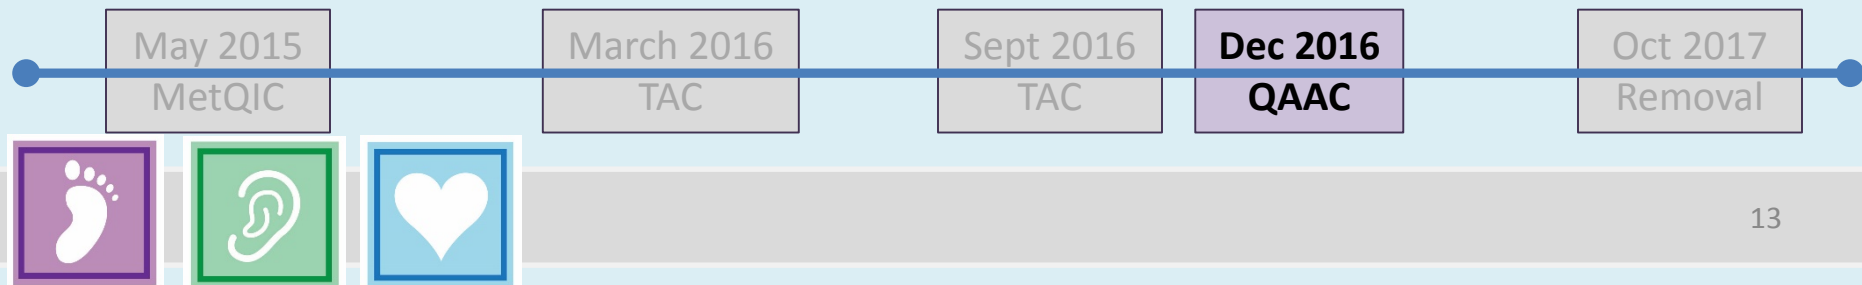 May 2015
MetQIC
March 2016
TAC
Sept 2016
TAC
Dec 2016
QAAC
Oct 2017
Removal
13